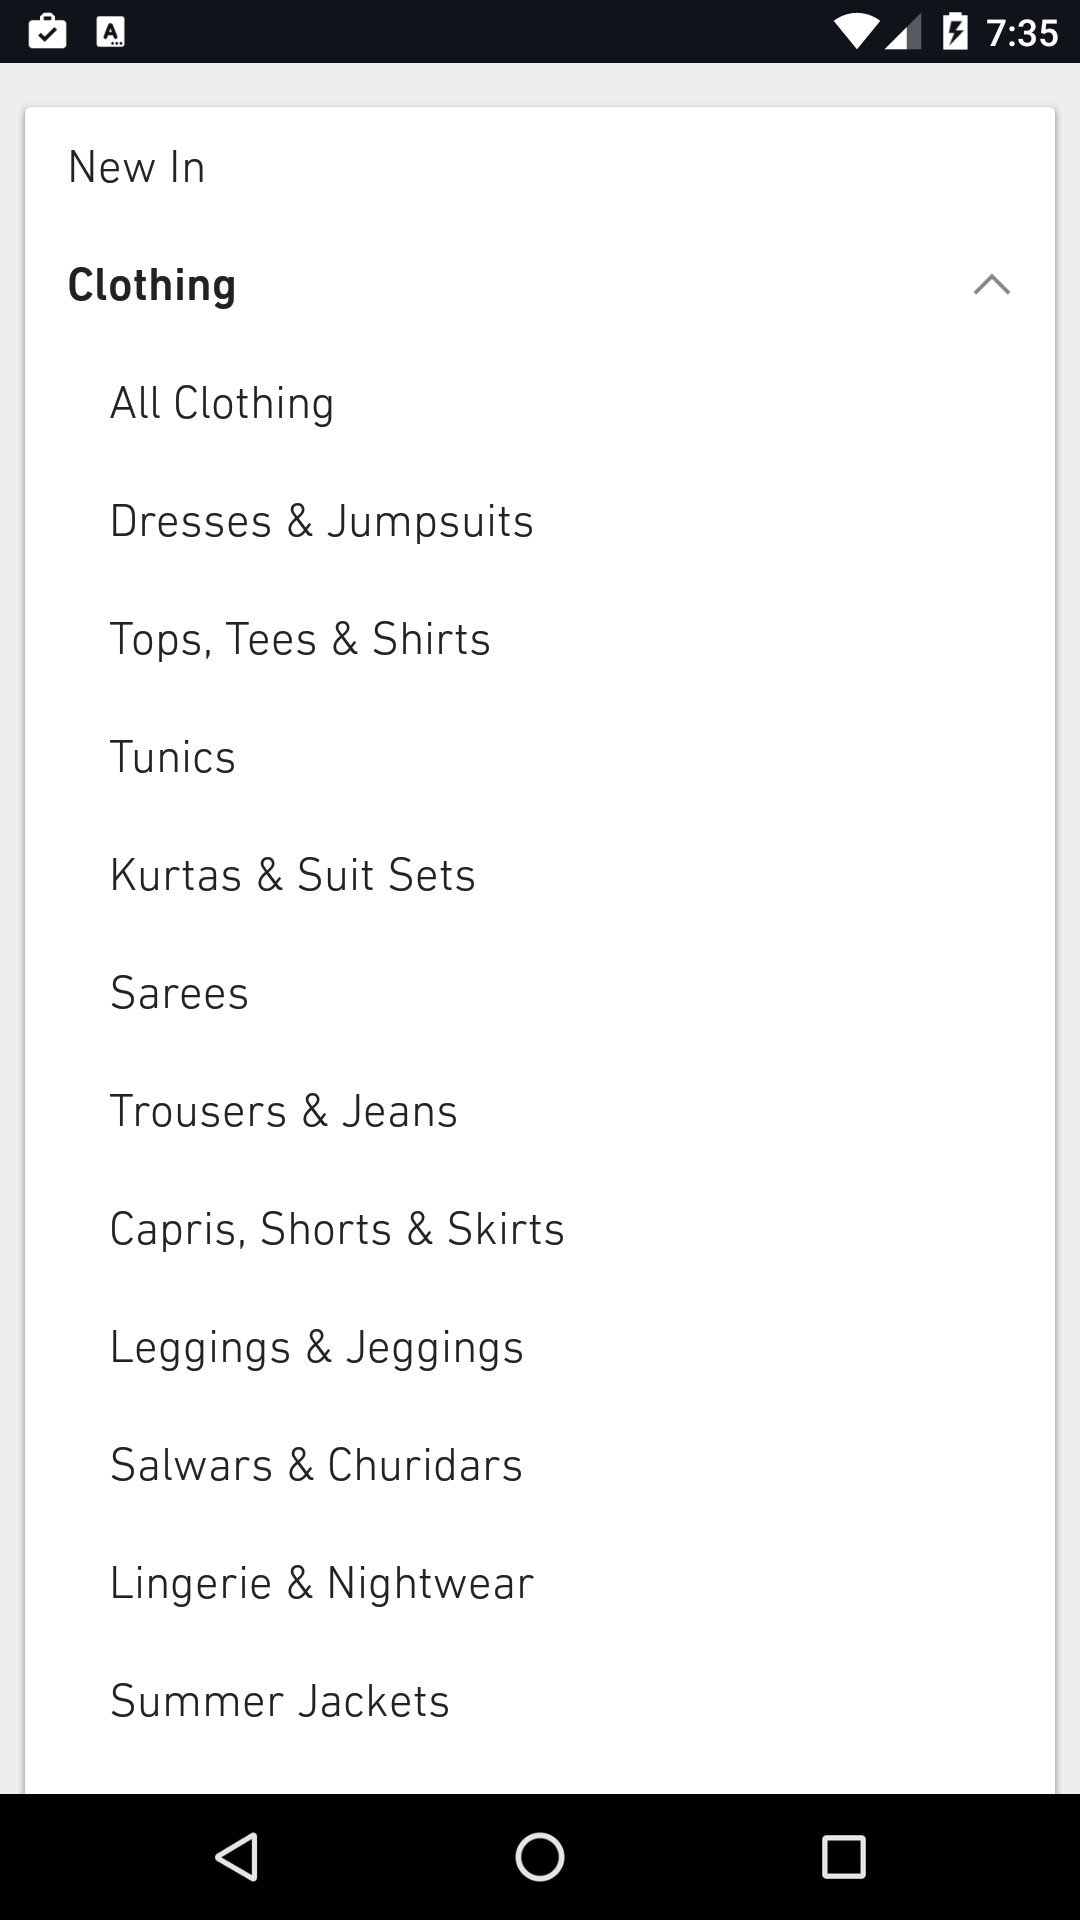 7:35
New In
Clothing
All Clothing
Dresses & Jumpsuits
Tops, Tees & Shirts
Tunics
Kurtas & Suit Sets
Sarees
Trousers & Jeans
Capris, Shorts & Skirts
Leggings & Jeggings
Salwars & Churidars
Lingerie & Nightwear
Summer Jackets